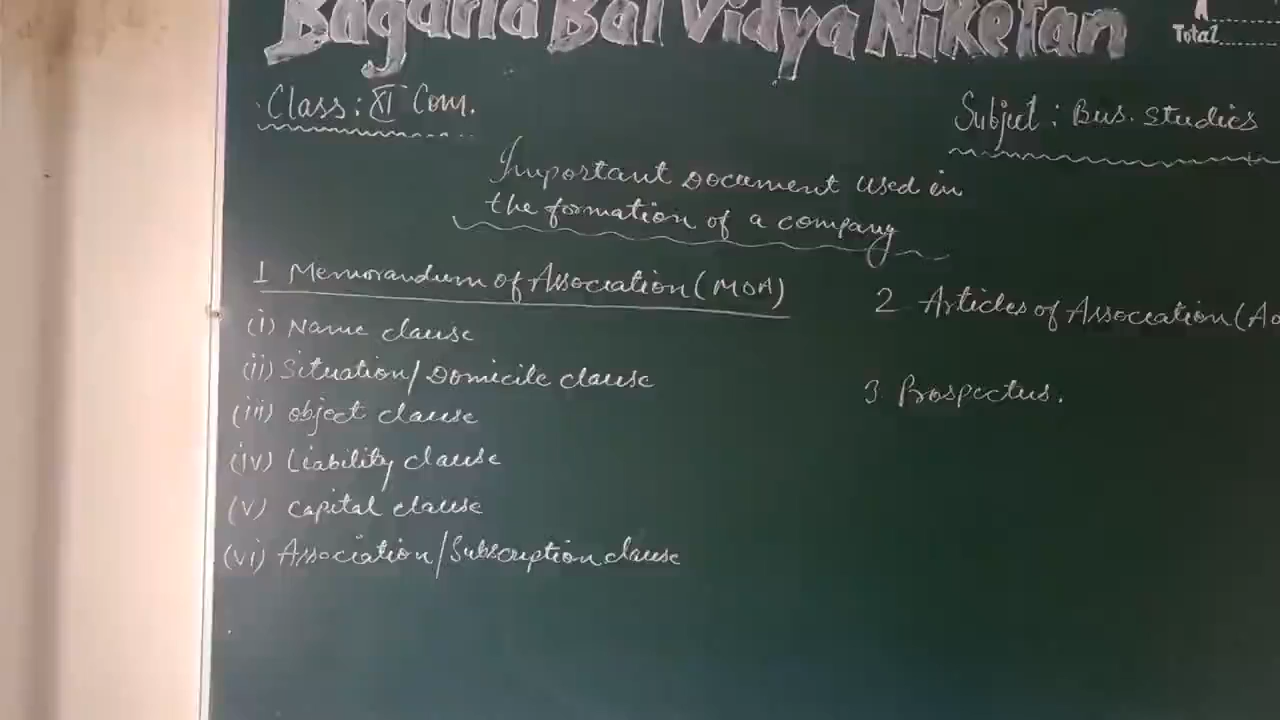 Bagaria Bal Vidya Niketan
Total
Class: XI Com.
Subject: Bus. Studies
Important Document used in
the formation of a company
1 Memorandum of Association (MOA)
(i) Name clause
(ii) Situation/Domicile clause
(iii) object clause
(iv) Liability clause
(v) Capital clause
(vi) Association/Subscription clause
2 Articles of Association (Ao
3. Prospectus.